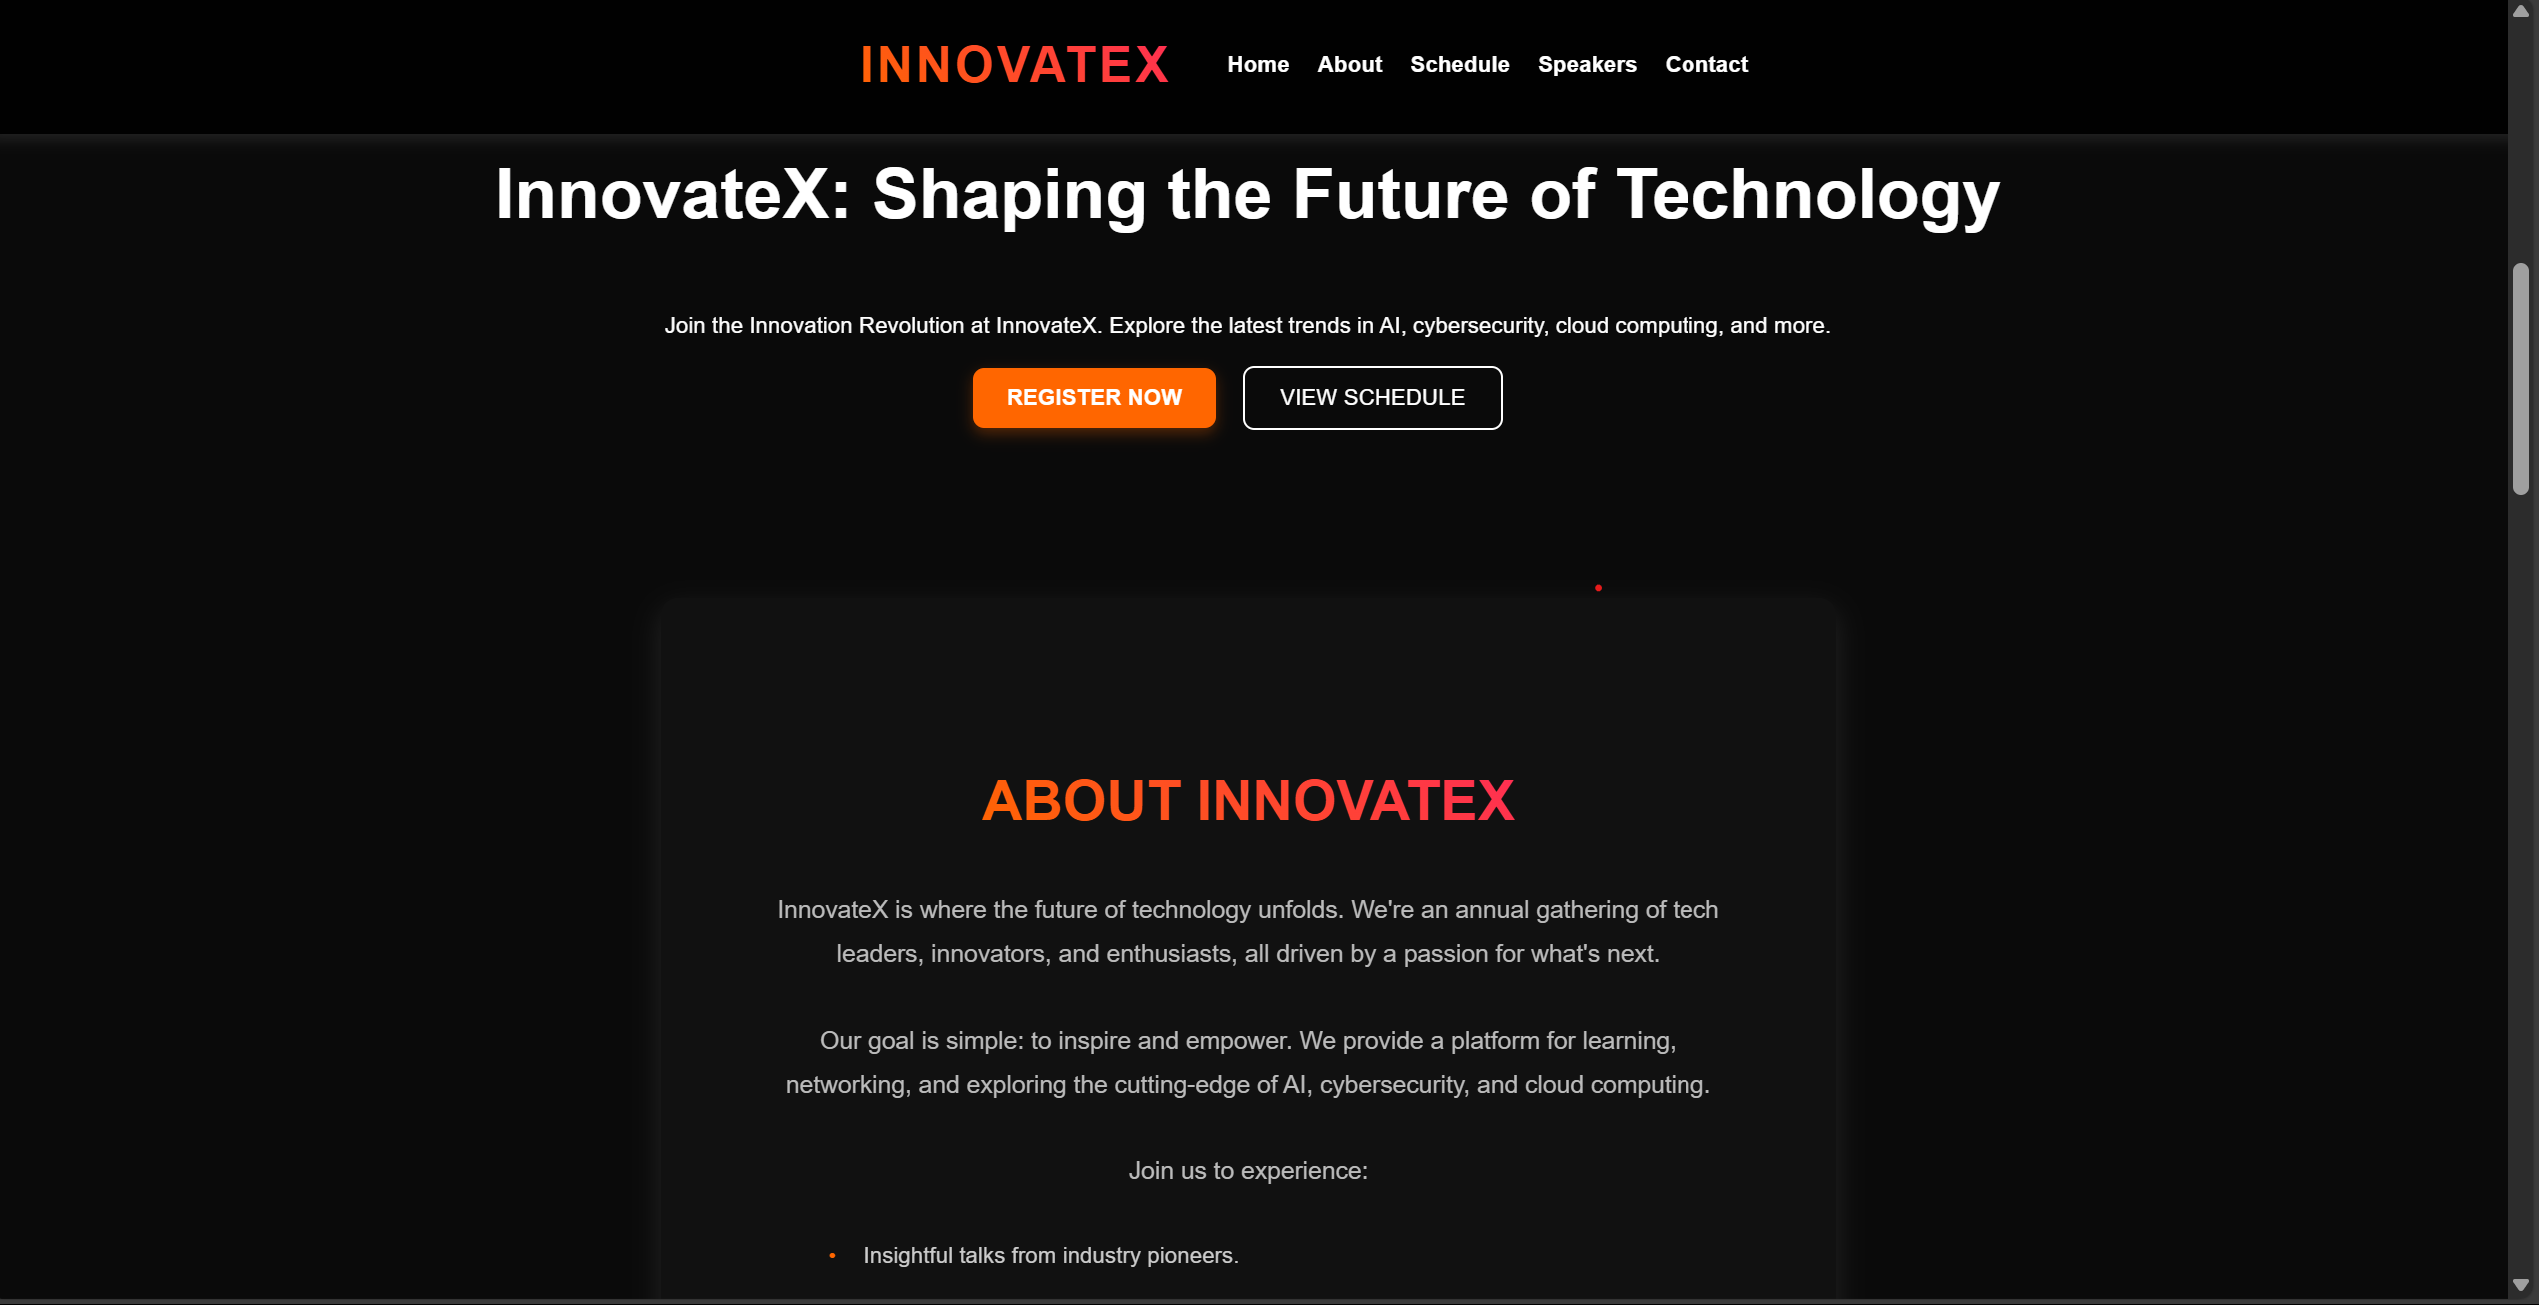 INNOVATEX
Home About Schedule Speakers Contact
InnovateX: Shaping the Future of Technology
Join the Innovation Revolution at InnovateX. Explore the latest trends in AI, cybersecurity, cloud computing, and more.
REGISTER NOW
VIEW SCHEDULE
ABOUT INNOVATEX
InnovateX is where the future of technology unfolds. We're an annual gathering of tech
leaders, innovators, and enthusiasts, all driven by a passion for what's next.
Our goal is simple: to inspire and empower. We provide a platform for learning,
networking, and exploring the cutting-edge of AI, cybersecurity, and cloud computing.
Join us to experience:
• Insightful talks from industry pioneers.